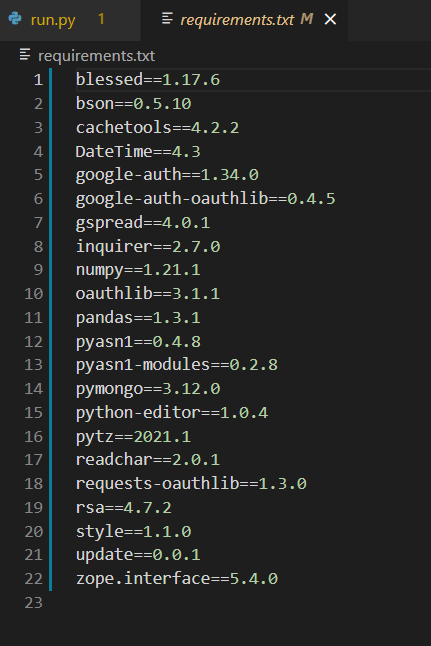 run.py 1 requirements.txt M
requirements.txt
1 blessed==1.17.6
2 bson==0.5.10
3 cachetools==4.2.2
4 DateTime==4.3
5 google-auth==1.34.0
6 google-auth-oauthlib==0.4.5
7 gspread==4.0.1
8 inquirer==2.7.0
9 numpy==1.21.1
10 oauthlib==3.1.1
11 pandas==1.3.1
12 pyasn1==0.4.8
13 pyasn1-modules==0.2.8
14 pymongo==3.12.0
15 python-editor==1.0.4
16 pytz==2021.1
17 readchar==2.0.1
18 requests-oauthlib==1.3.0
19 rsa==4.7.2
20 style==1.1.0
21 update==0.0.1
22 zope.interface==5.4.0
23